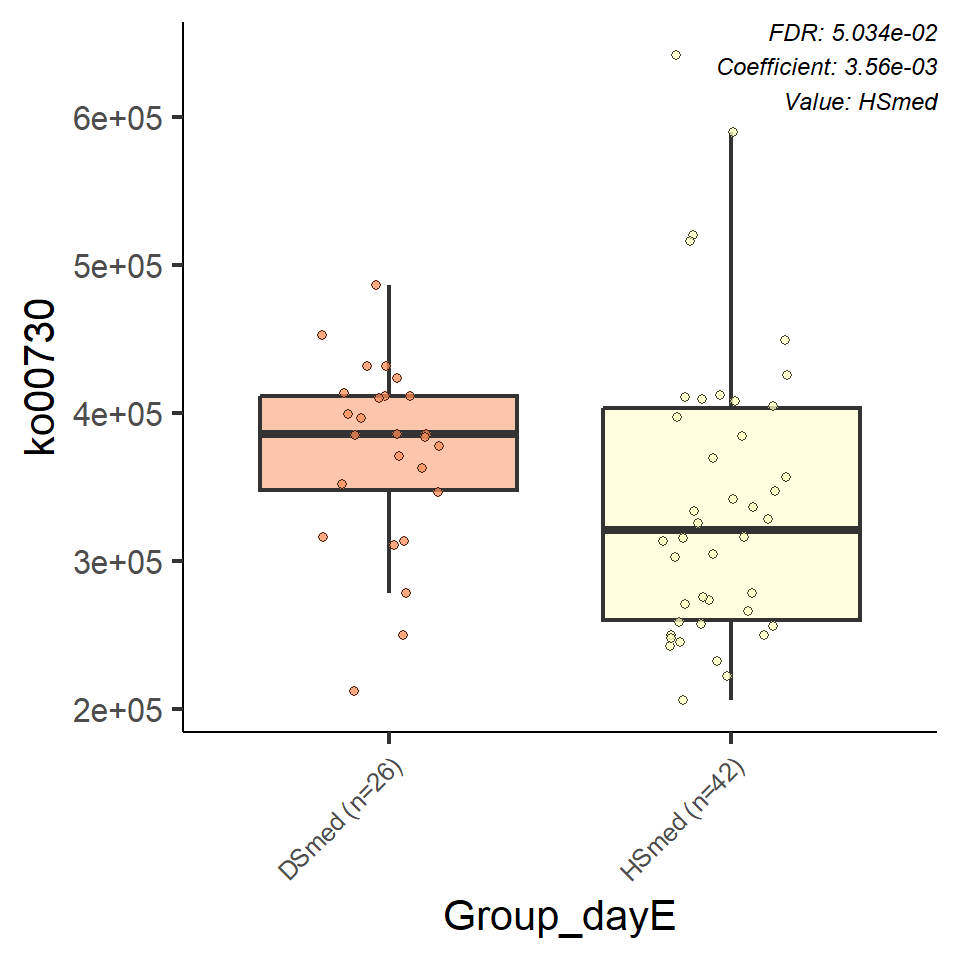 FDR: 5.034e-02
Coefficient: 3.56e-03
Value: HSmed
6e+05
5e+05
4e+05
3e+05
2e+05
ko00730
DSmed (n=26)
HSmed (n=42)
Group_dayE